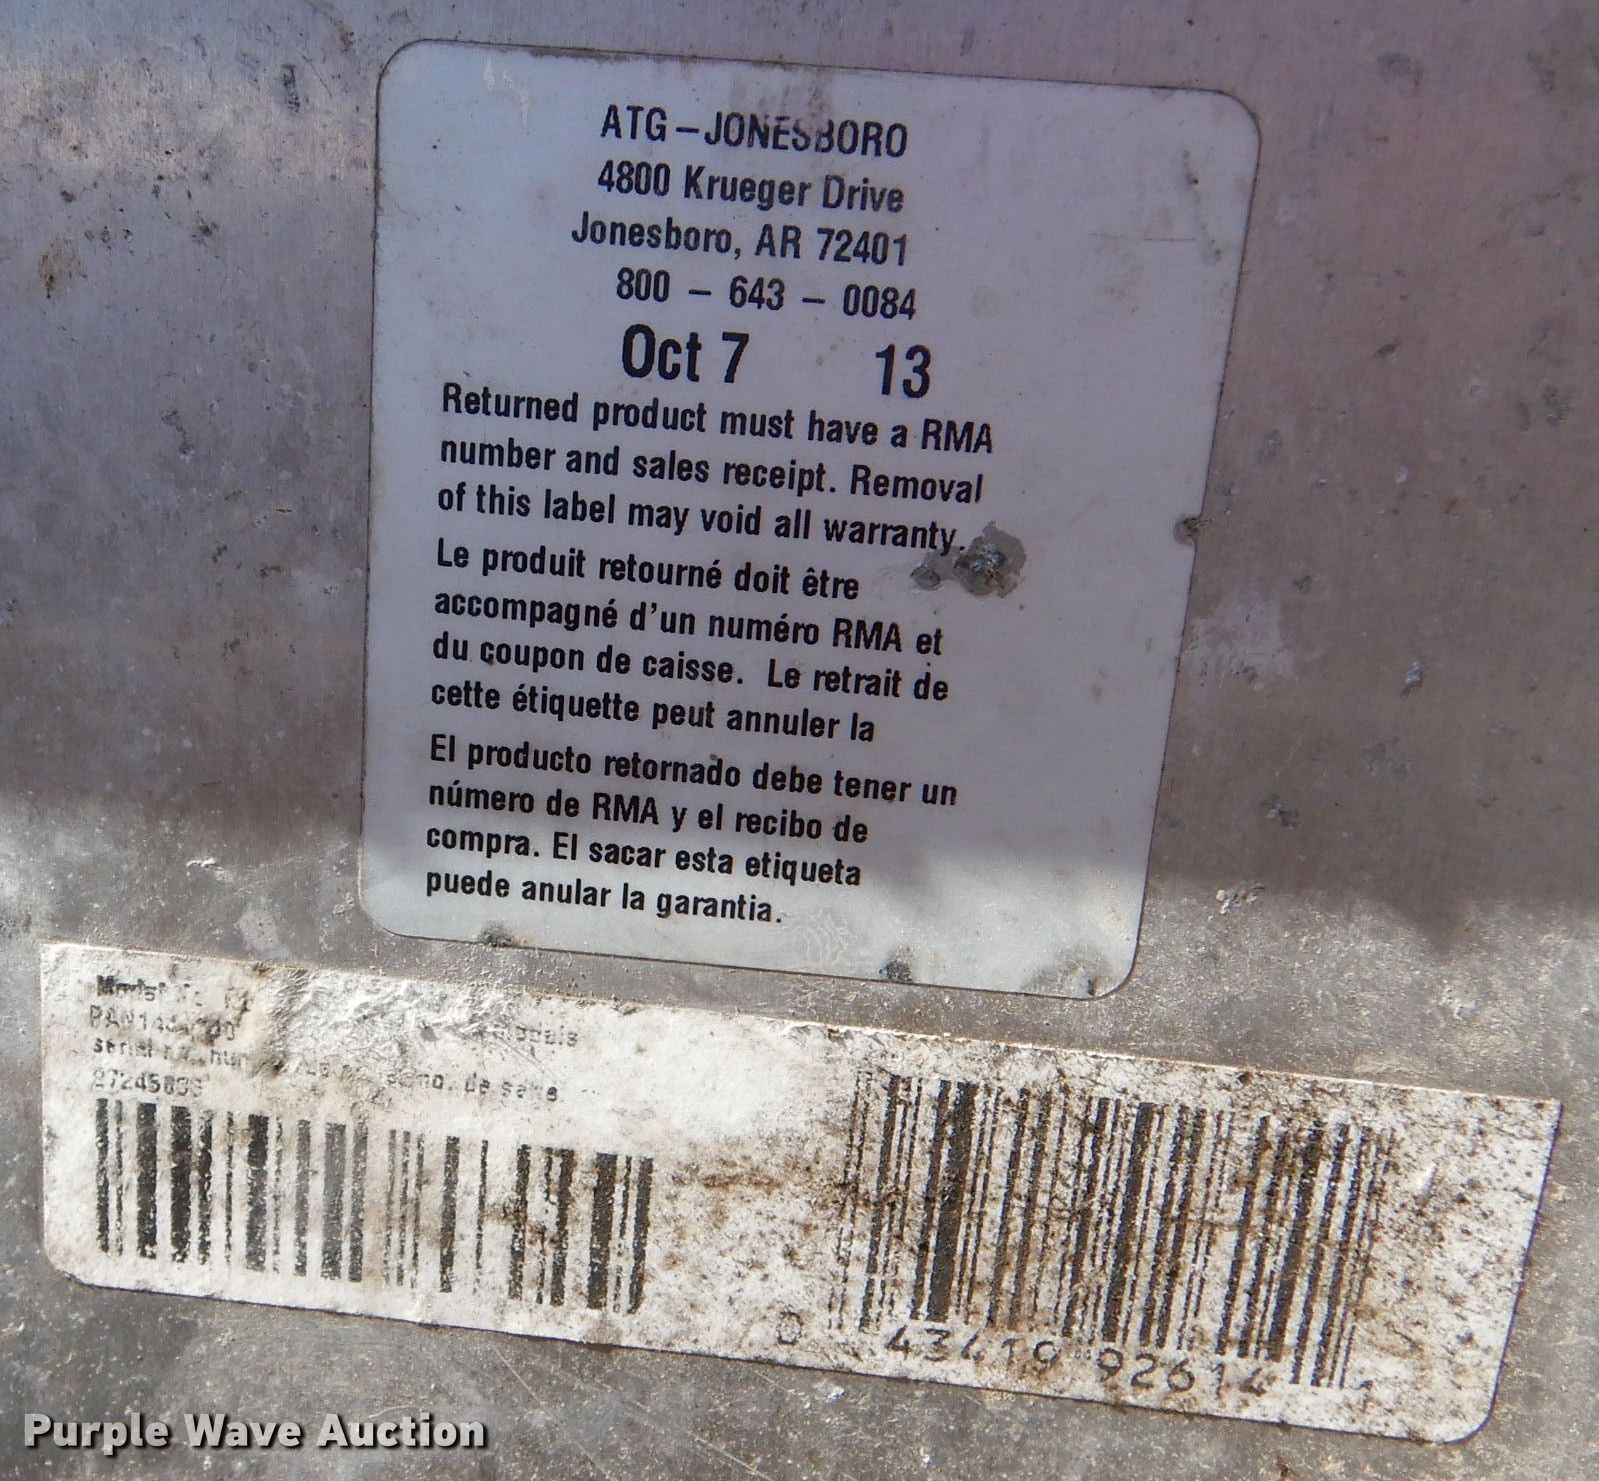 ATG – JONESBORO
4800 Krueger Drive
Jonesboro, AR 72401
800 – 643 – 0084
Oct 7 13
Returned product must have a RMA
number and sales receipt. Removal
of this label may void all warranty.
Le produit retourné doit être
accompagné d'un numéro RMA et
du coupon de caisse. Le retrait de
cette étiquette peut annuler la
El producto retornado debe tener un
número de RMA y el recibo de
compra. El sacar esta etiqueta
puede anular la garantia.
de
0 43419 92614
Purple Wave Auction